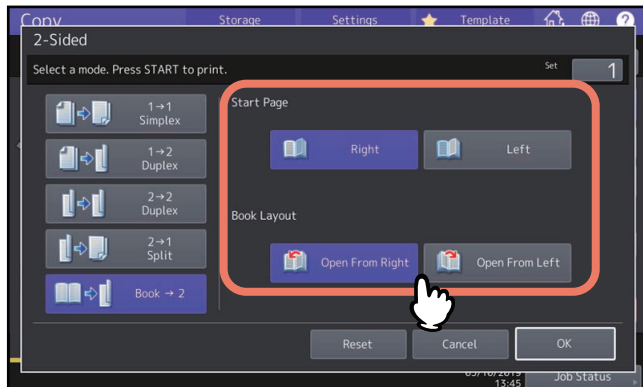 Copy Storage Settings Template
2-Sided
Select a mode. Press START to print. Set 1
1→1
Simplex
1→2
Duplex
2→2
Duplex
2→1
Split
Book → 2
Start Page
Right Left
Book Layout
Open From Right Open From Left
Reset Cancel OK
13:45 Job Status